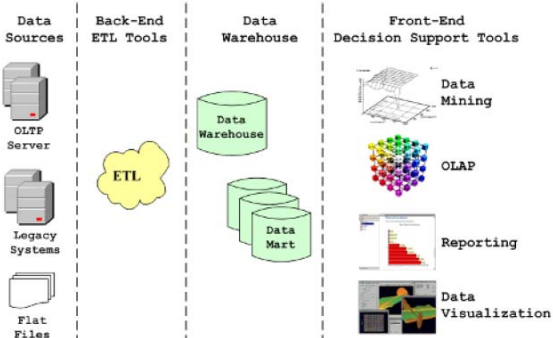 Data
Sources
Back-End
ETL Tools
Data
Warehouse
Front-End
Decision Support Tools
OLTP
Server
Legacy
Systems
Flat
Files
ETL
Data
Warehouse
Data
Mart
Data
Mining
OLAP
Reporting
Data
Visualization